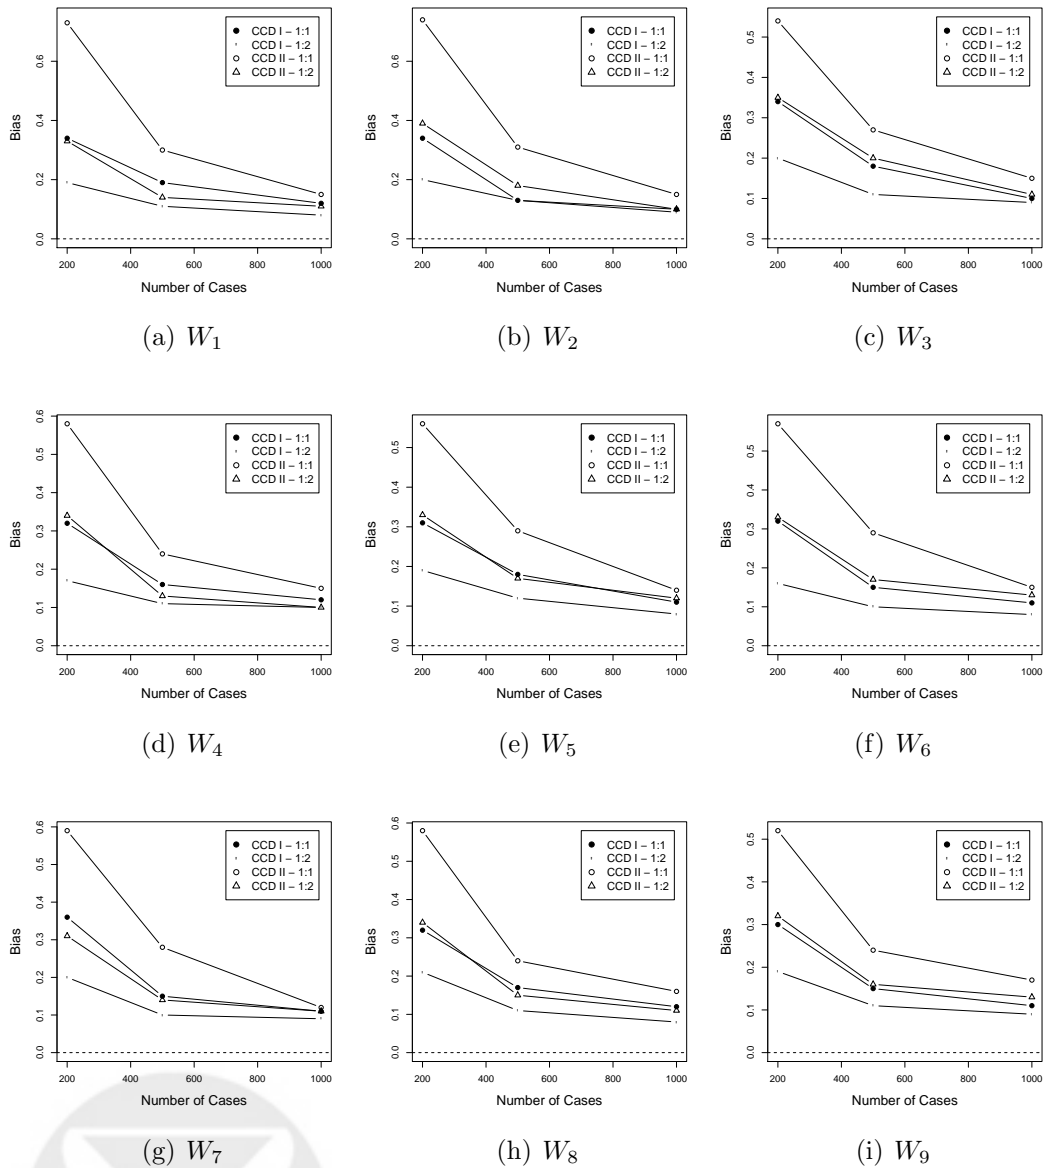 CCD I − 1:1
CCD I − 1:2
CCD II − 1:1
CCD II − 1:2
Bias
0.0 0.2 0.4 0.6
200 400 600 800 1000
Number of Cases
(a) W1
CCD I − 1:1
CCD I − 1:2
CCD II − 1:1
CCD II − 1:2
Bias
0.0 0.2 0.4 0.6
200 400 600 800 1000
Number of Cases
(b) W2
CCD I − 1:1
CCD I − 1:2
CCD II − 1:1
CCD II − 1:2
Bias
0.0 0.1 0.2 0.3 0.4 0.5
200 400 600 800 1000
Number of Cases
(c) W3
CCD I − 1:1
CCD I − 1:2
CCD II − 1:1
CCD II − 1:2
Bias
0.0 0.1 0.2 0.3 0.4 0.5 0.6
200 400 600 800 1000
Number of Cases
(d) W4
CCD I − 1:1
CCD I − 1:2
CCD II − 1:1
CCD II − 1:2
Bias
0.0 0.1 0.2 0.3 0.4 0.5
200 400 600 800 1000
Number of Cases
(e) W5
CCD I − 1:1
CCD I − 1:2
CCD II − 1:1
CCD II − 1:2
Bias
0.0 0.1 0.2 0.3 0.4 0.5
200 400 600 800 1000
Number of Cases
(f) W6
CCD I − 1:1
CCD I − 1:2
CCD II − 1:1
CCD II − 1:2
Bias
0.0 0.1 0.2 0.3 0.4 0.5 0.6
200 400 600 800 1000
Number of Cases
(g) W7
CCD I − 1:1
CCD I − 1:2
CCD II − 1:1
CCD II − 1:2
Bias
0.0 0.1 0.2 0.3 0.4 0.5 0.6
200 400 600 800 1000
Number of Cases
(h) W8
CCD I − 1:1
CCD I − 1:2
CCD II − 1:1
CCD II − 1:2
Bias
0.0 0.1 0.2 0.3 0.4 0.5
200 400 600 800 1000
Number of Cases
(i) W9